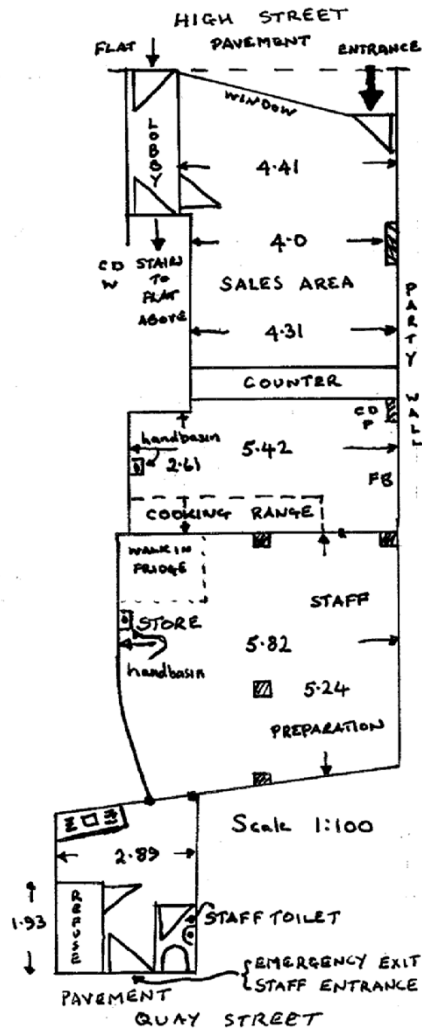 HIGH STREET
FLAT
PAVEMENT
ENTRANCE
WINDOW
LOBBY
4.41
4.0
CDW
STAIRS
TO
FLAT
ABOVE
SALES AREA
PARTY WALL
4.31
COUNTER
CDP
handbasin
5.42
2.61
FB
COOKING RANGE
WALK IN
FRIDGE
STAFF
STORE
5.82
handbasin
5.24
PREPARATION
Scale 1:100
2.89
REFUSE
1.93
STAFF TOILET
EMERGENCY EXIT
STAFF ENTRANCE
PAVEMENT
QUAY STREET